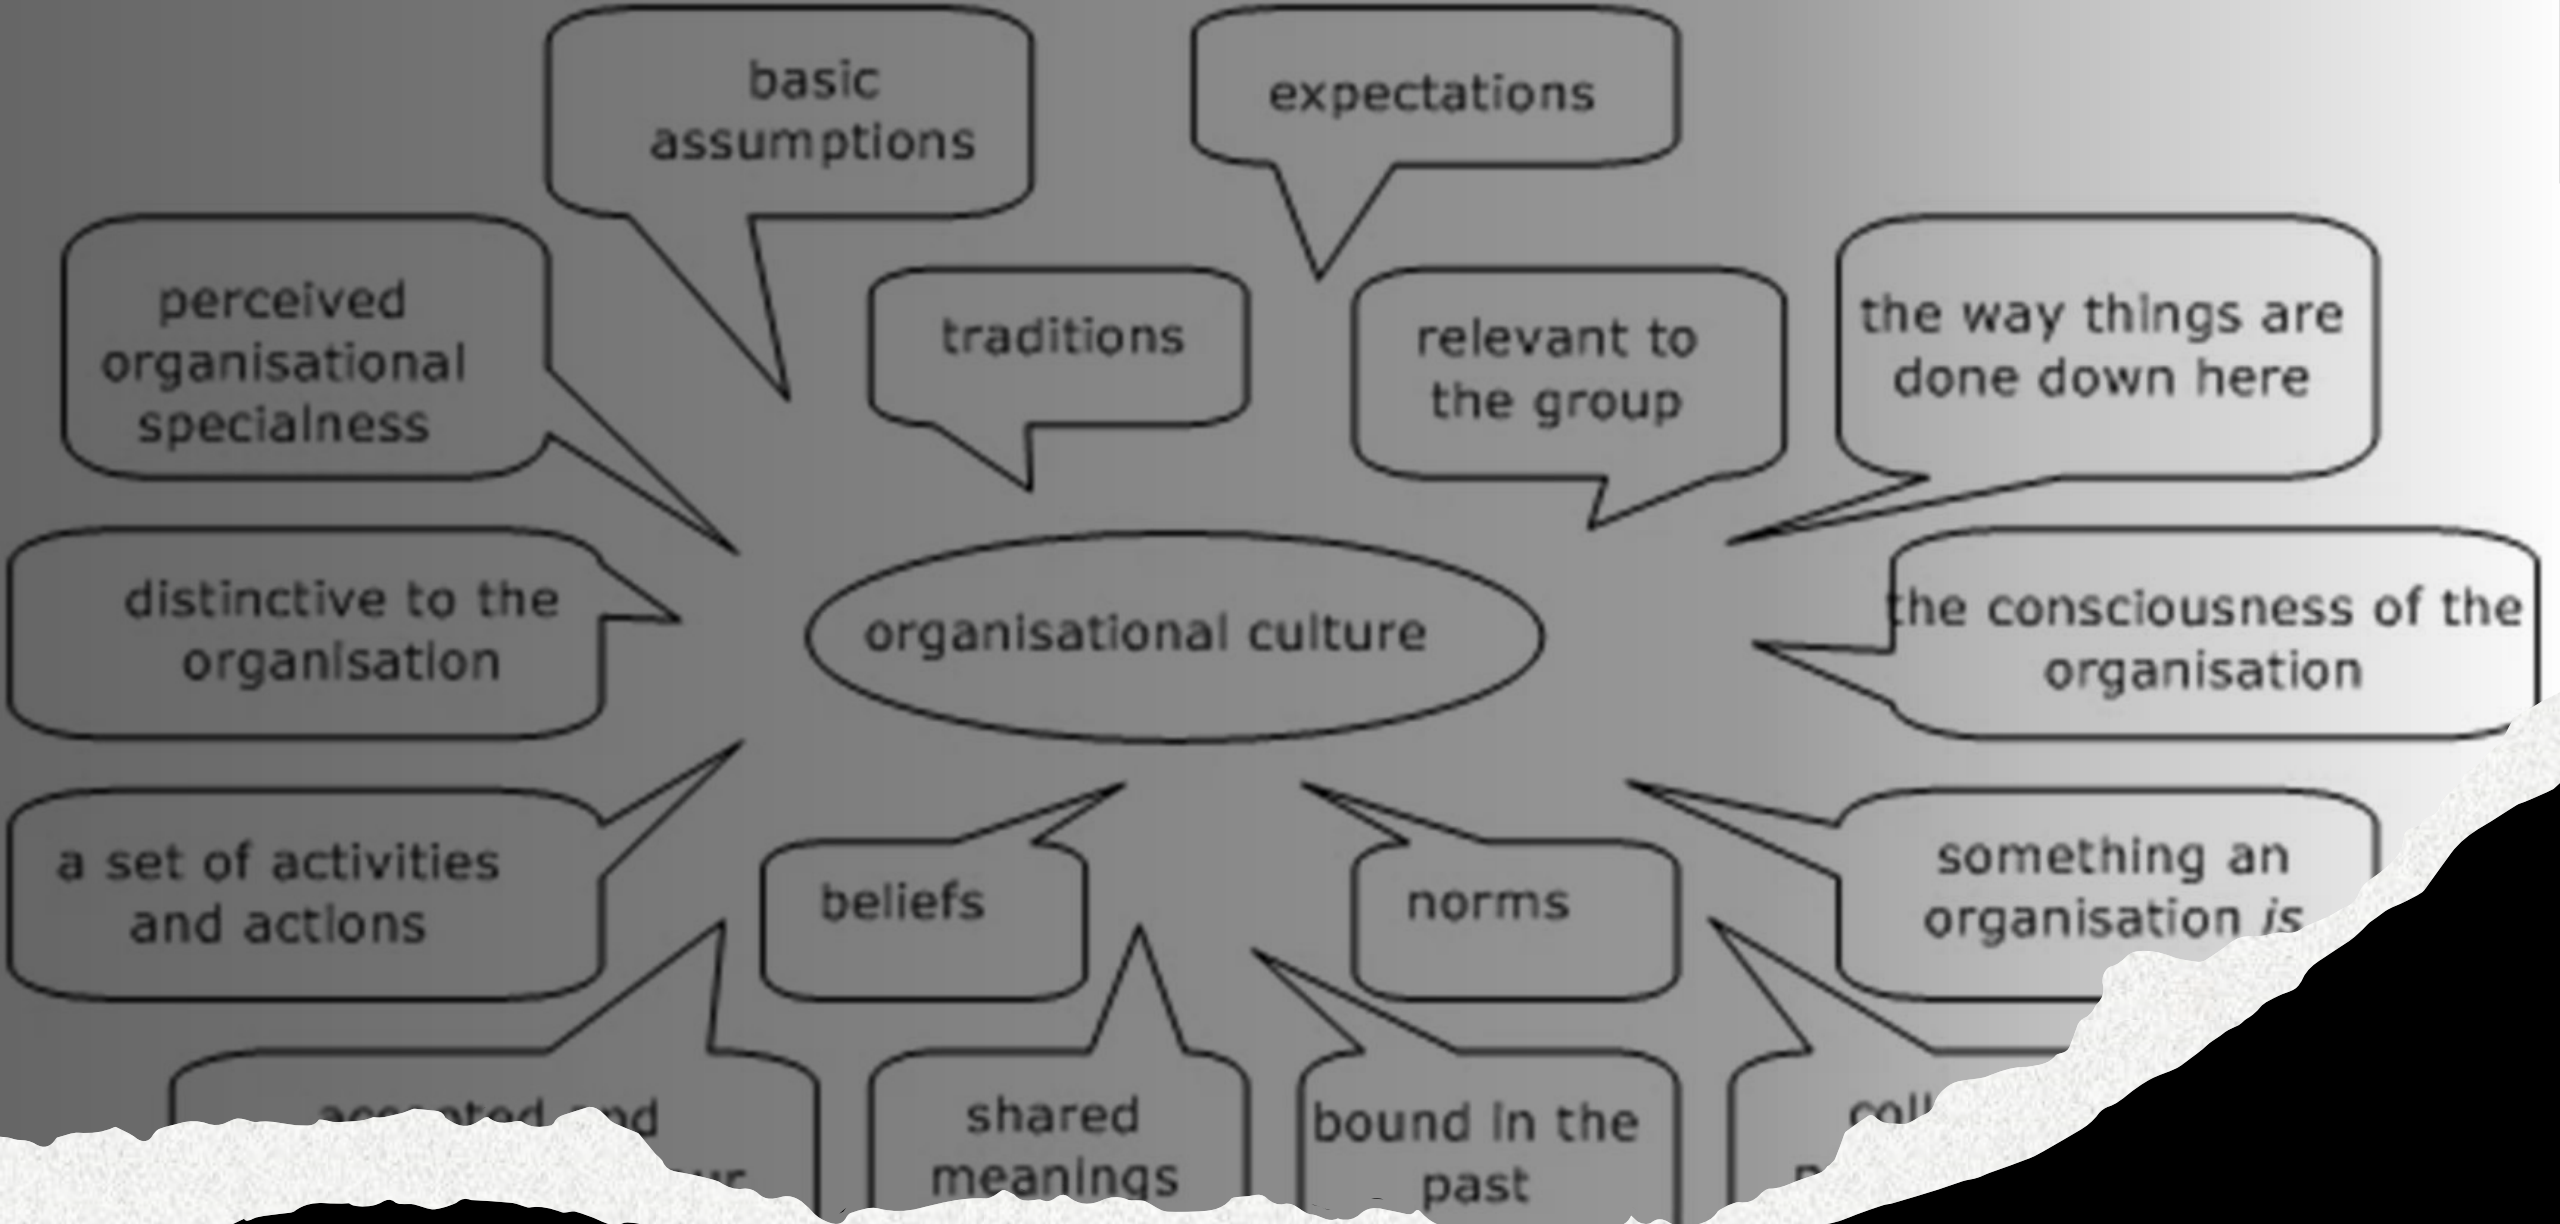 basic
assumptions
expectations
perceived
organisational
specialness
traditions
relevant to
the group
the way things are
done down here
distinctive to the
organisation
organisational culture
the consciousness of the
organisation
a set of activities
and actions
beliefs
norms
something an
organisation is
accepted and
shared
meanings
bound in the
past